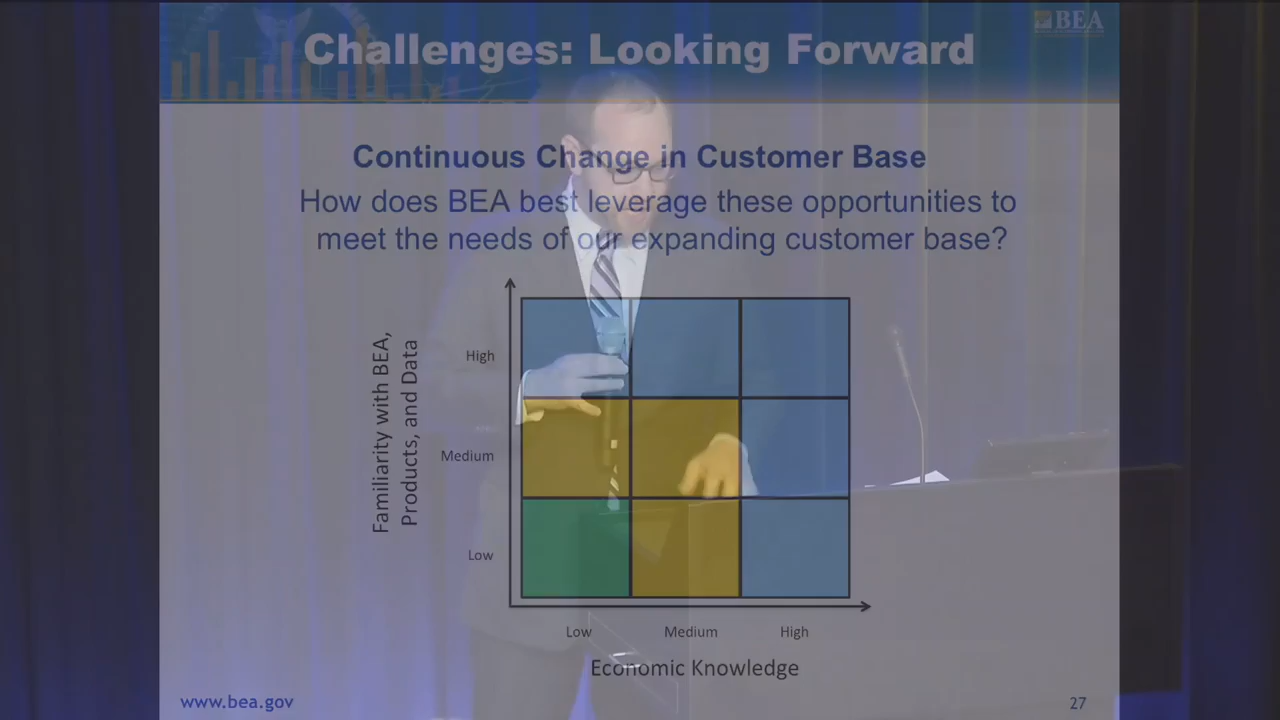 BEA
Challenges: Looking Forward
Continuous Change in Customer Base
How does BEA best leverage these opportunities to
meet the needs of our expanding customer base?
Familiarity with BEA,
Products, and Data
High
Medium
Low
Low
Medium
High
Economic Knowledge
www.bea.gov
27